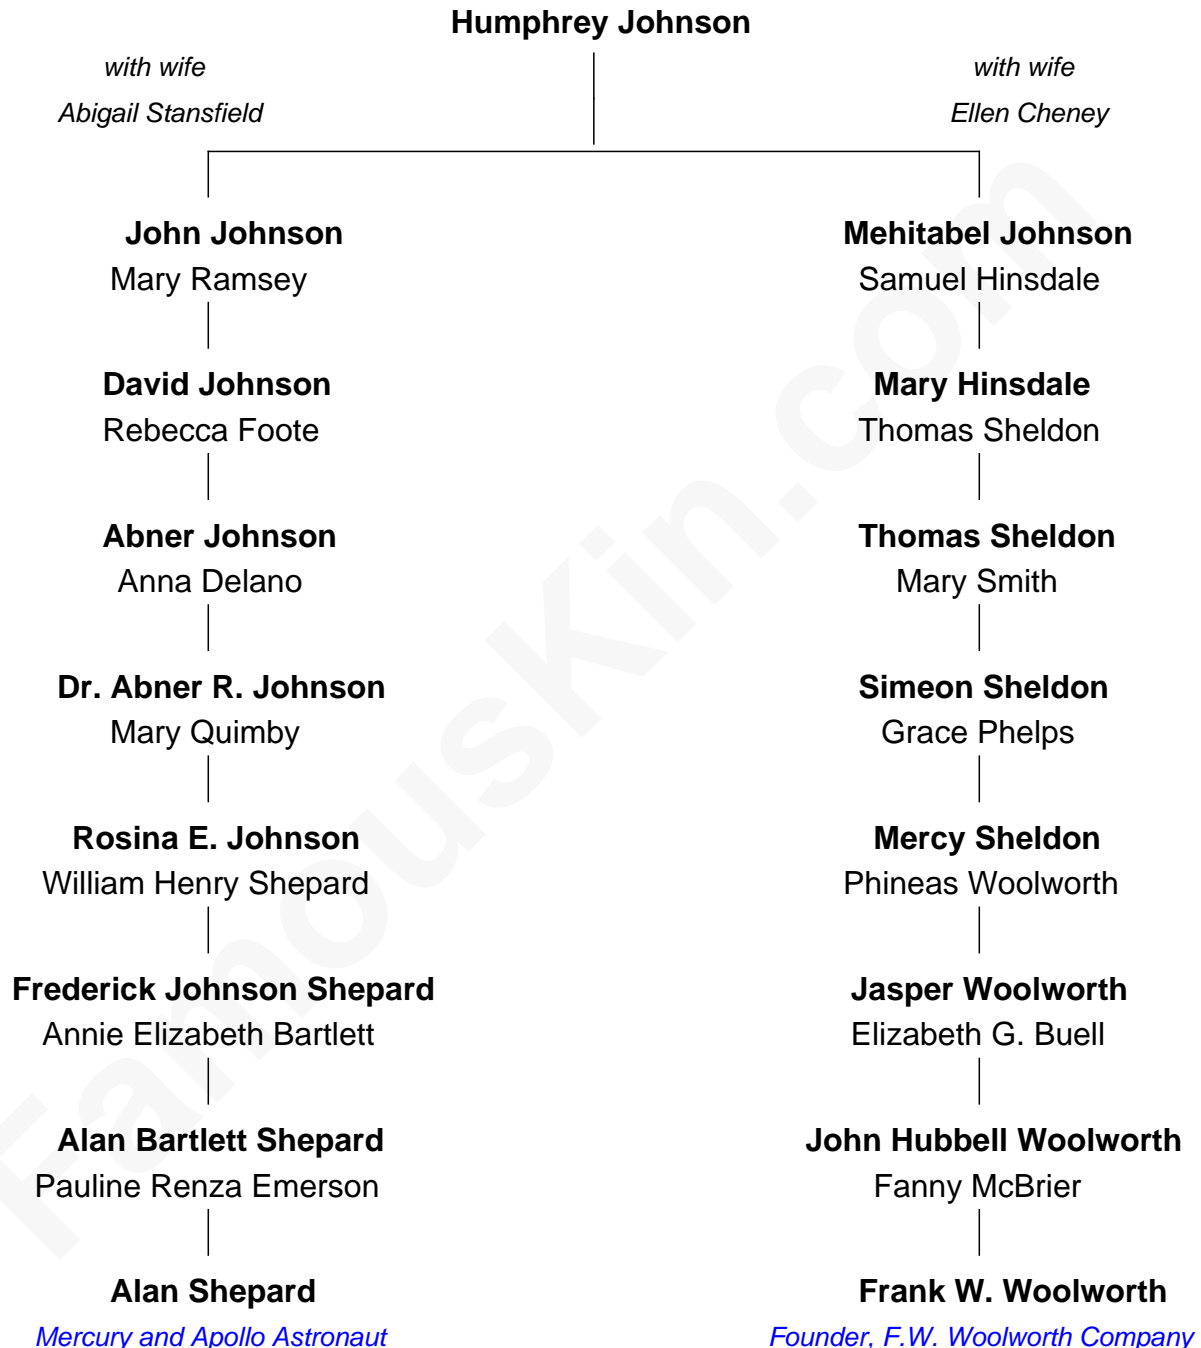 Humphrey Johnson
with wife
Abigail Stansfield
with wife
Ellen Cheney
John Johnson
Mary Ramsey
Mehitabel Johnson
Samuel Hinsdale
David Johnson
Rebecca Foote
Mary Hinsdale
Thomas Sheldon
Abner Johnson
Anna Delano
Thomas Sheldon
Mary Smith
Dr. Abner R. Johnson
Mary Quimby
Simeon Sheldon
Grace Phelps
Rosina E. Johnson
William Henry Shepard
Mercy Sheldon
Phineas Woolworth
Frederick Johnson Shepard
Annie Elizabeth Bartlett
Jasper Woolworth
Elizabeth G. Buell
Alan Bartlett Shepard
Pauline Renza Emerson
John Hubbell Woolworth
Fanny McBrier
Alan Shepard
Mercury and Apollo Astronaut
Frank W. Woolworth
Founder, F.W. Woolworth Company
FamousKin.com